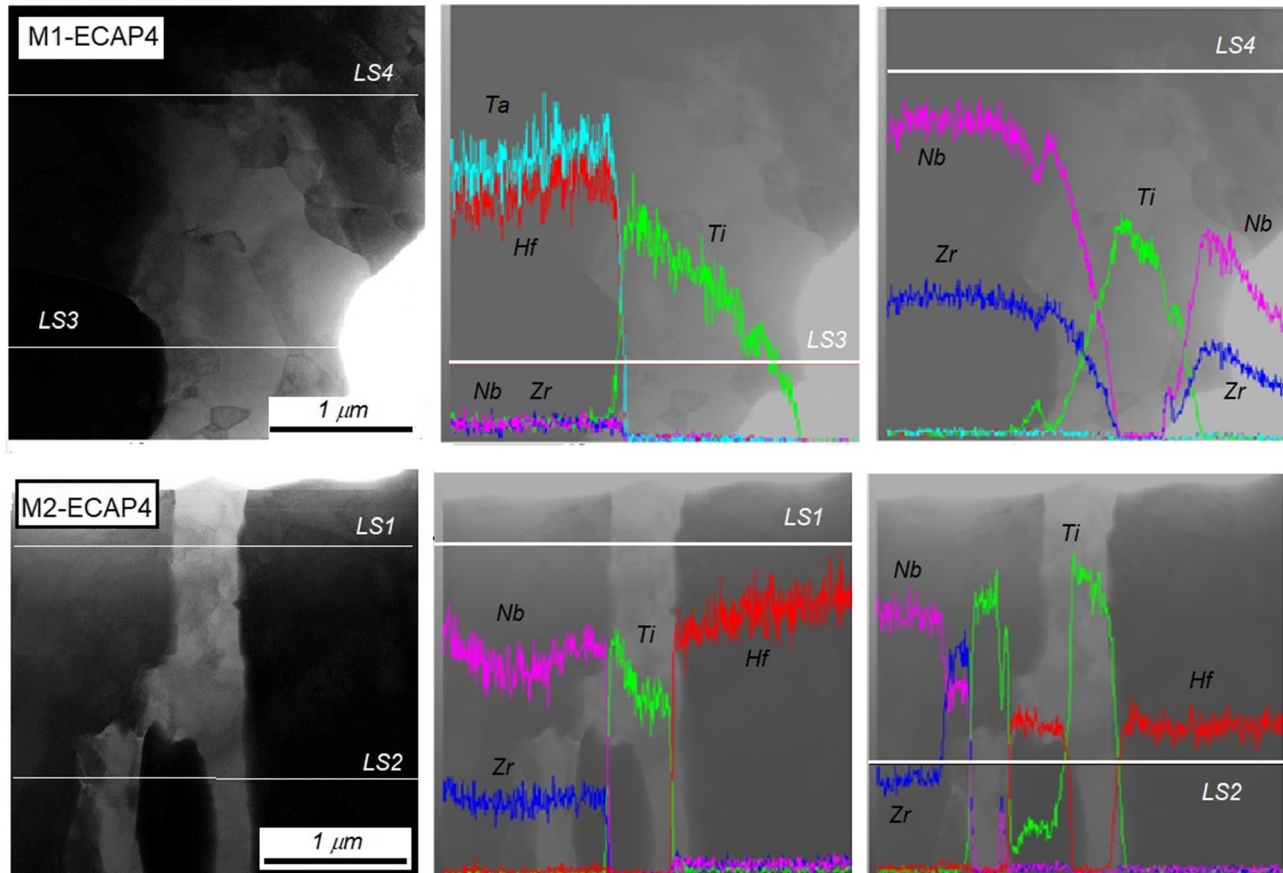 M1-ECAP4
LS4
LS3
1 μm
Ta
Hf
Ti
LS3
Nb Zr
LS4
Nb
Ti
Nb
Zr
Zr
M2-ECAP4
LS1
LS2
1 μm
LS1
Nb
Ti
Hf
Zr
Ti
Nb
Hf
LS2
Zr